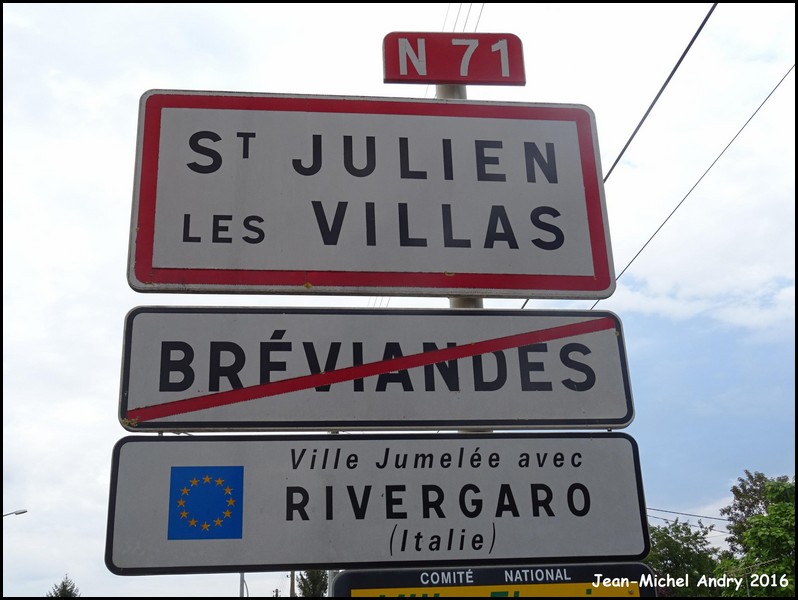 N 71
ST JULIEN
LES VILLAS
BRÉVIANDES
Ville Jumelée avec
RIVERGARO
(Italie)
COMITÉ NATIONAL
Jean-Michel Andry 2016